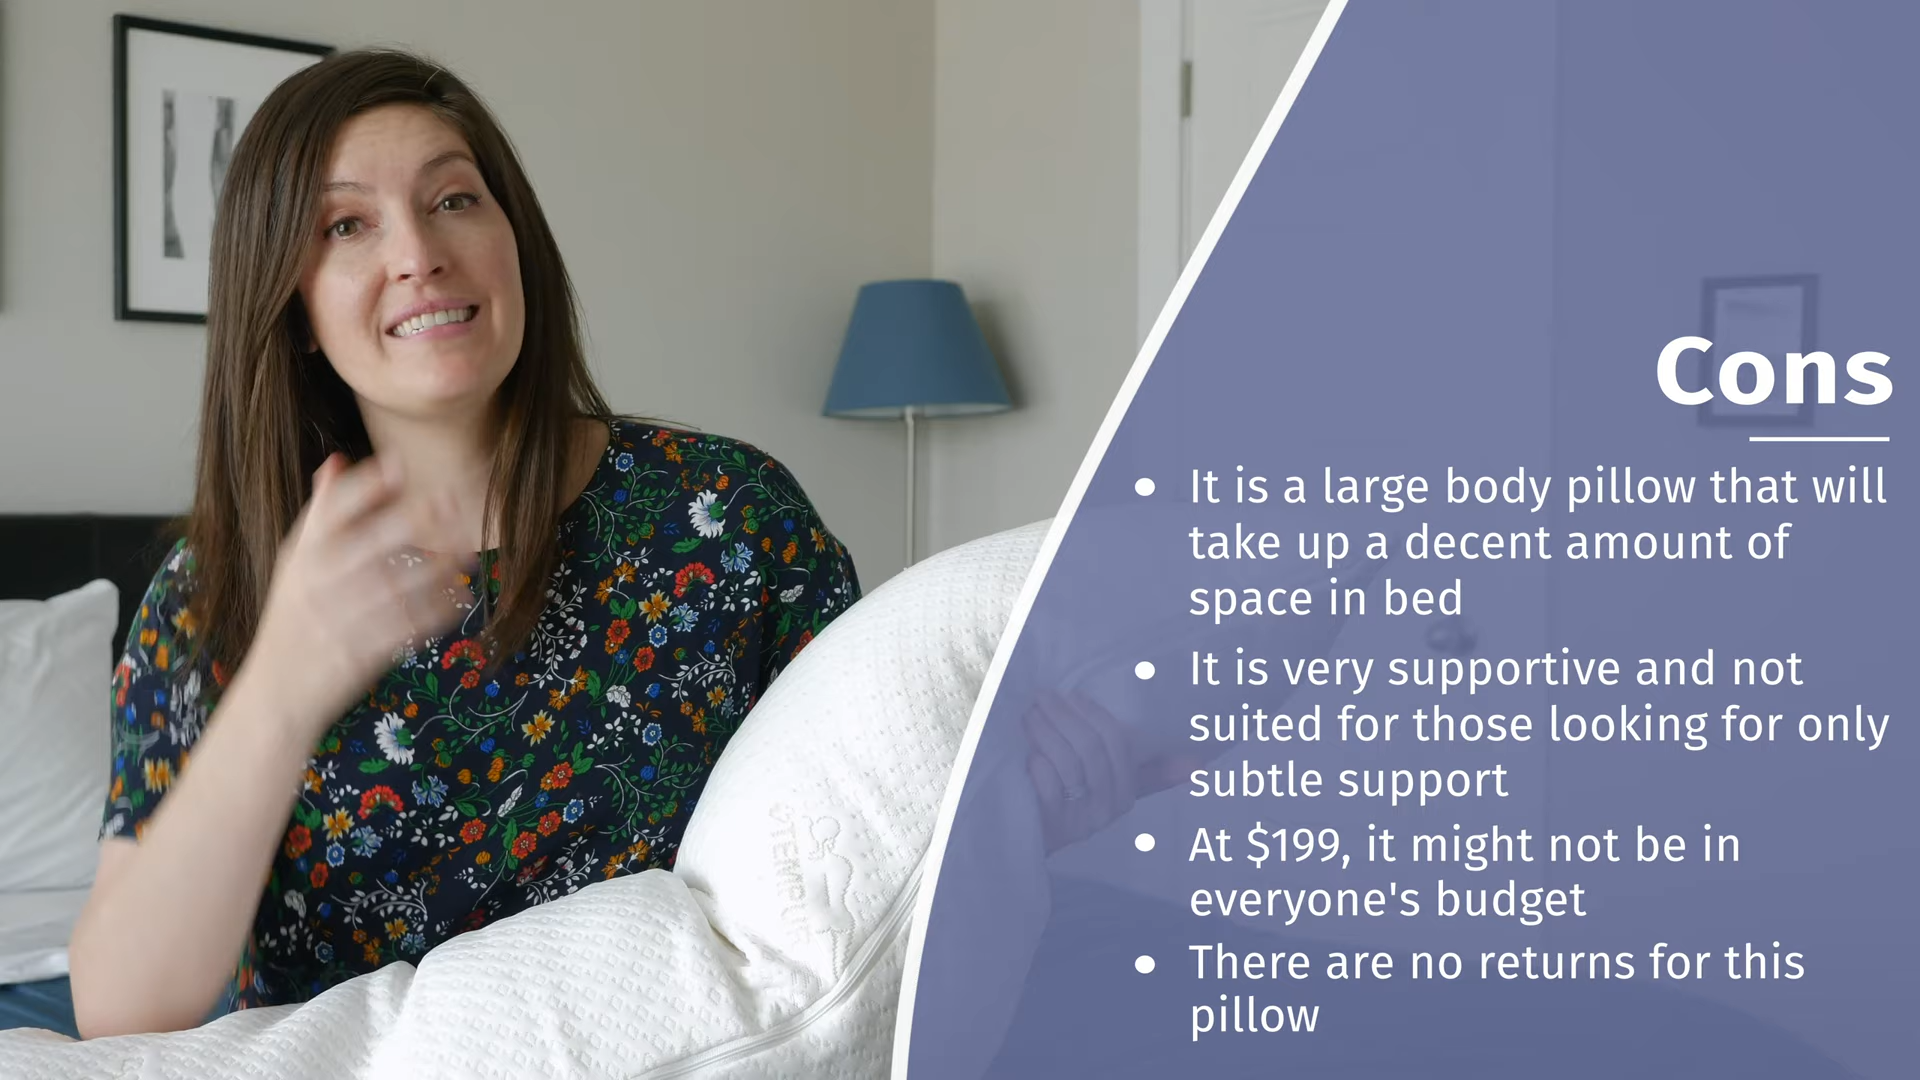 Cons
• It is a large body pillow that will
take up a decent amount of
space in bed
• It is very supportive and not
suited for those looking for only
subtle support
• At $199, it might not be in
everyone's budget
• There are no returns for this
pillow